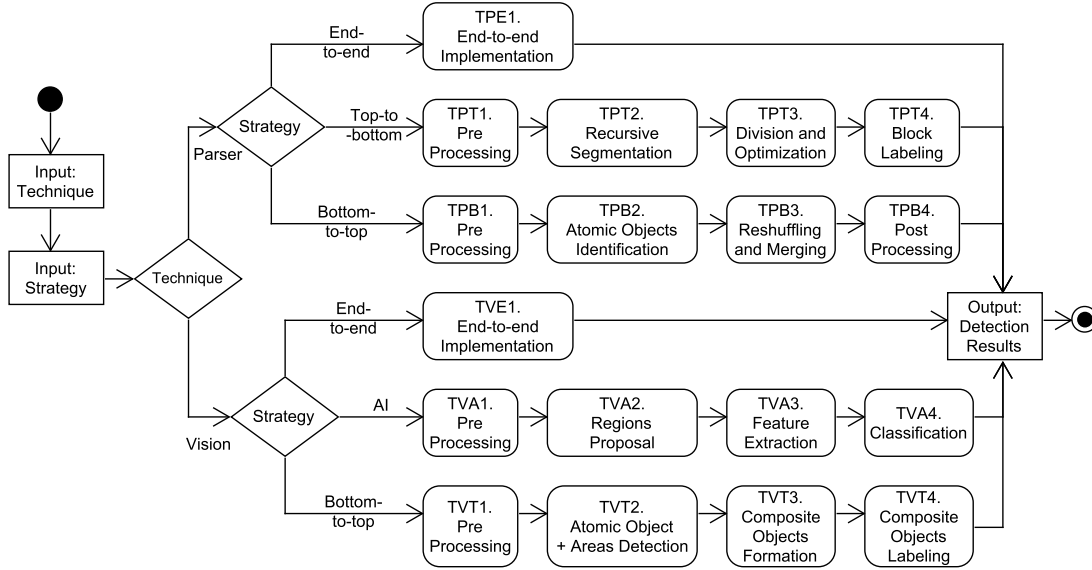 Input:
Technique
Input:
Strategy
Technique
Parser
Vision
Strategy
End-
to-end
TPE1.
End-to-end
Implementation
Top-to
-bottom
TPT1.
Pre
Processing
TPT2.
Recursive
Segmentation
TPT3.
Division and
Optimization
TPT4.
Block
Labeling
Bottom-
to-top
TPB1.
Pre
Processing
TPB2.
Atomic Objects
Identification
TPB3.
Reshuffling
and Merging
TPB4.
Post
Processing
Strategy
End-
to-end
TVE1.
End-to-end
Implementation
AI
TVA1.
Pre
Processing
TVA2.
Regions
Proposal
TVA3.
Feature
Extraction
TVA4.
Classification
Bottom-
to-top
TVT1.
Pre
Processing
TVT2.
Atomic Object
+ Areas Detection
TVT3.
Composite
Objects
Formation
TVT4.
Composite
Objects
Labeling
Output:
Detection
Results